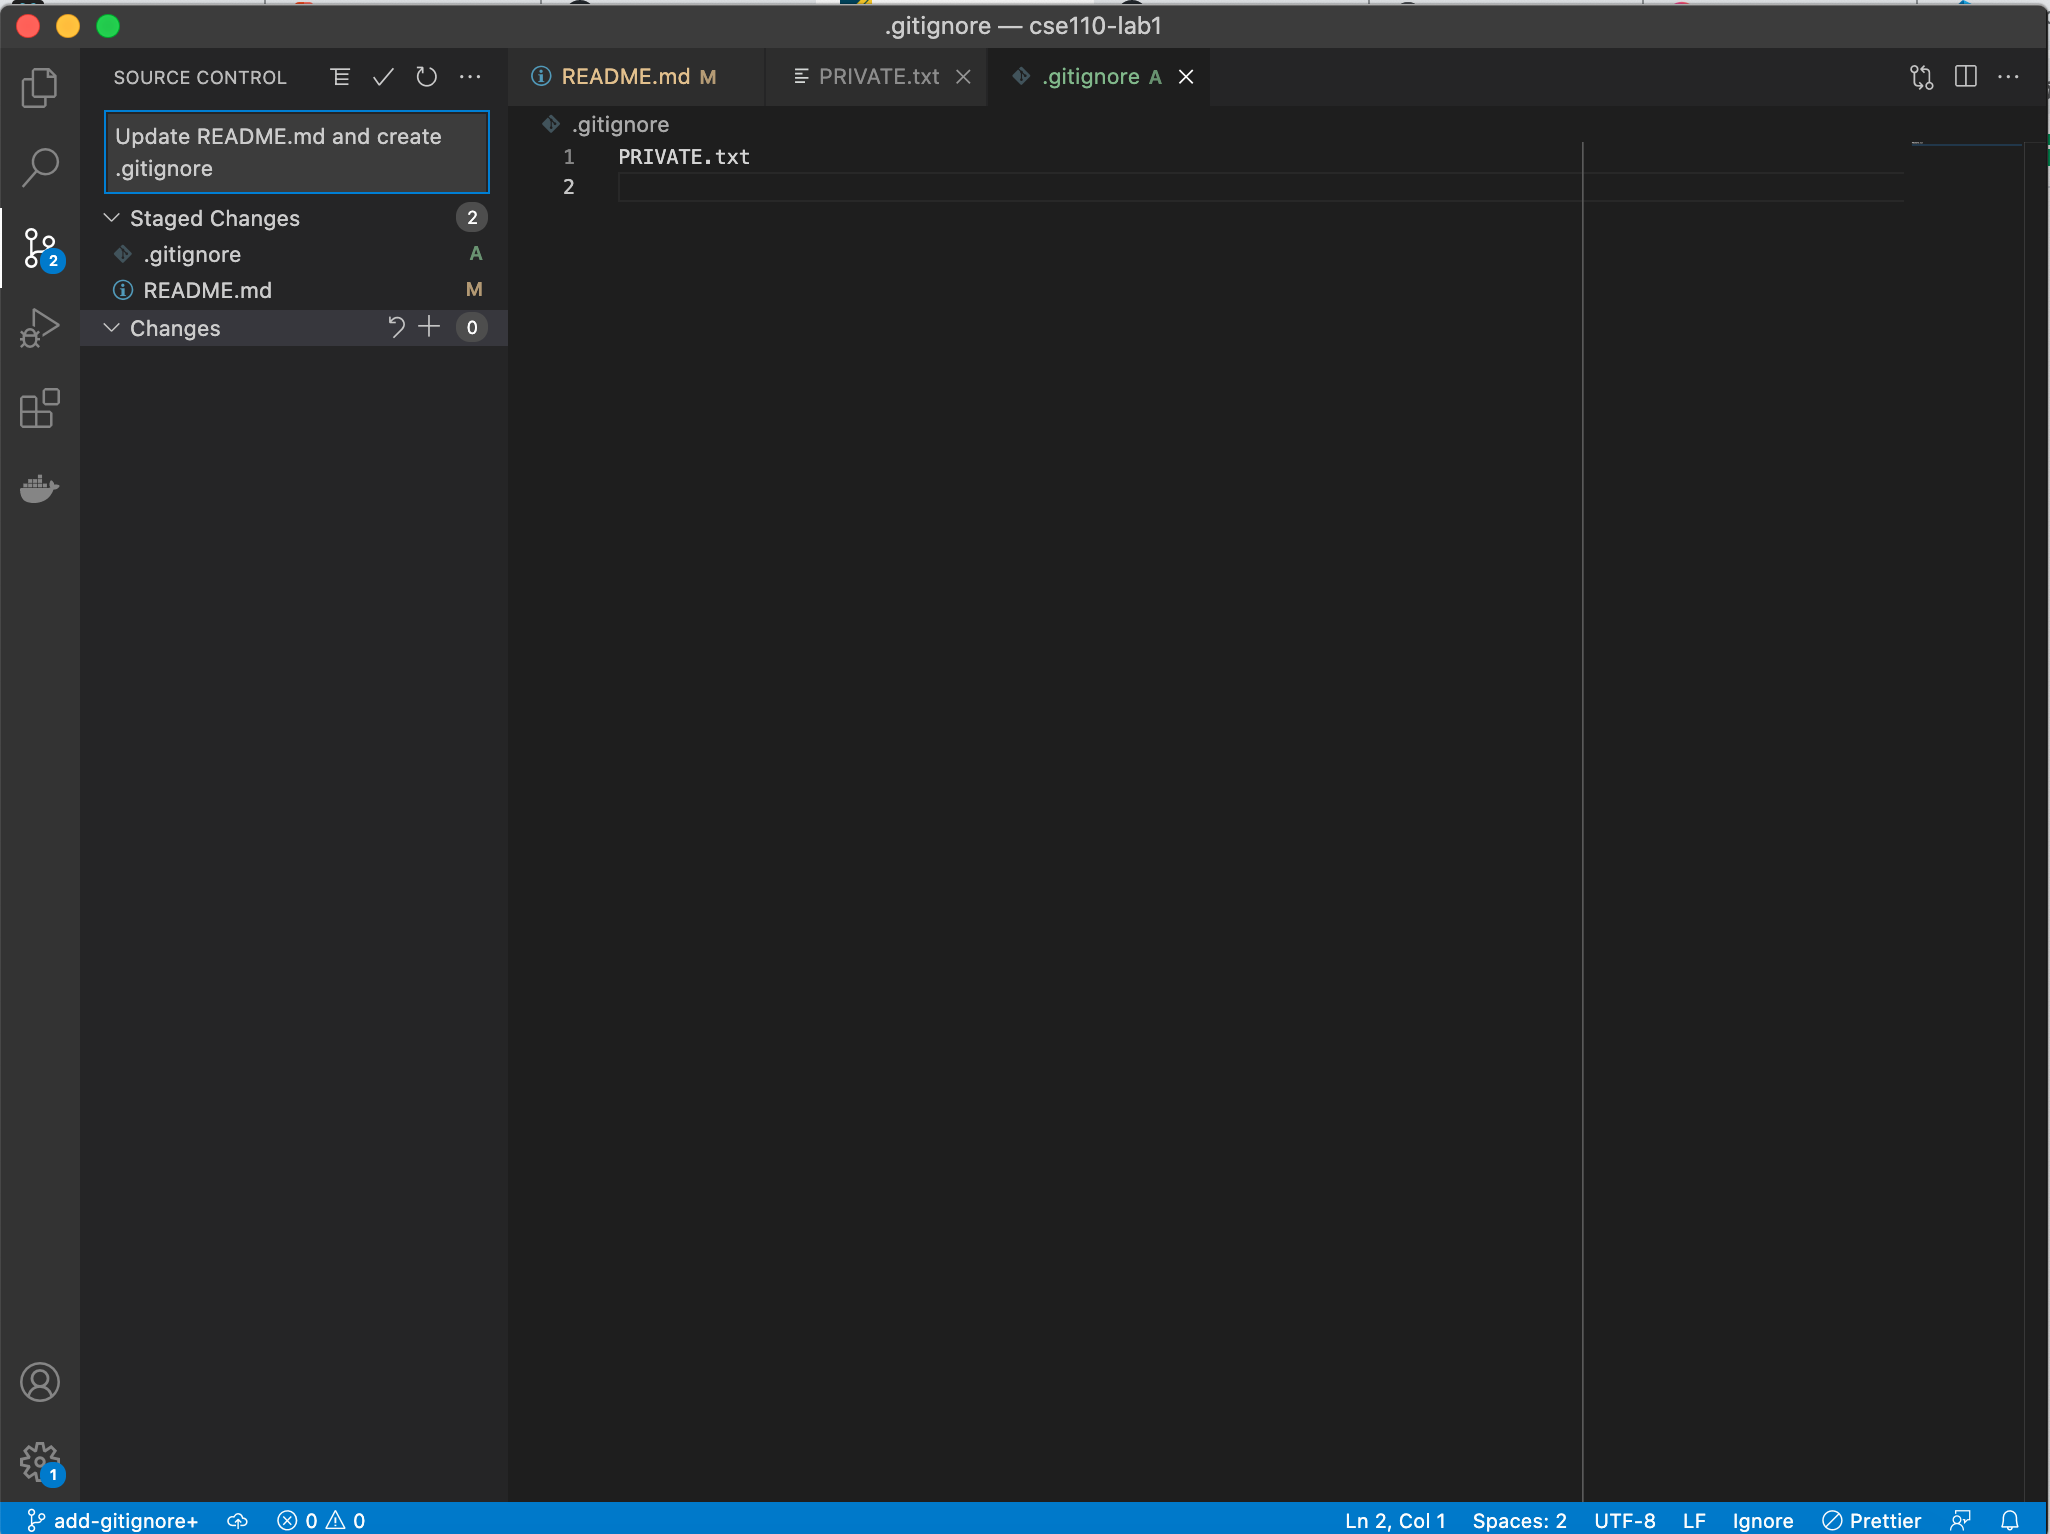 .gitignore — cse110-lab1
SOURCE CONTROL
README.md M
PRIVATE.txt
.gitignore A
Update README.md and create
.gitignore
Staged Changes 2
.gitignore A
README.md M
Changes 0
.gitignore
1 PRIVATE.txt
2
2
1
add-gitignore+ 0 0 Ln 2, Col 1 Spaces: 2 UTF-8 LF Ignore Prettier